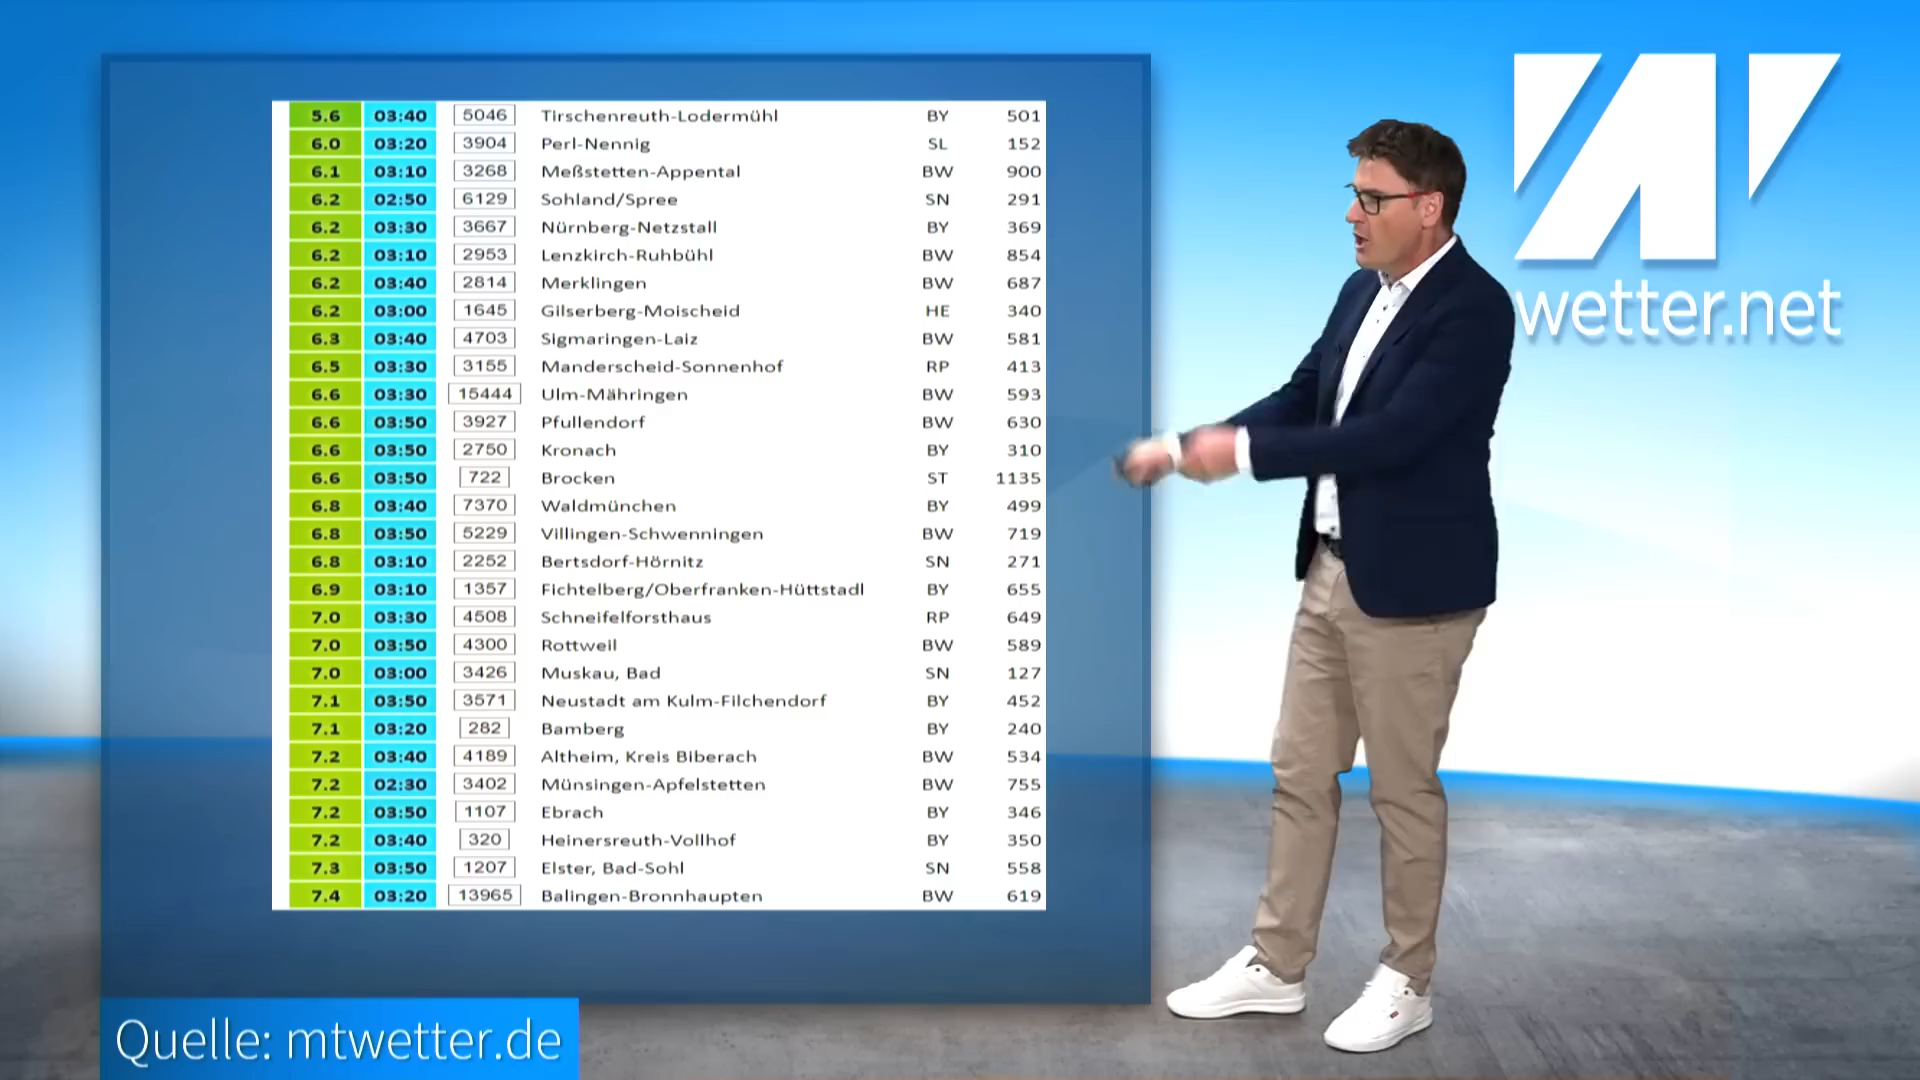 5.6 03:40 5046 Tirschenreuth-Lodermühl BY 501
6.0 03:20 3904 Perl-Nennig SL 152
6.1 03:10 3268 Meßstetten-Appental BW 900
6.2 02:50 6129 Sohland/Spree SN 291
6.2 03:30 3667 Nürnberg-Netzstall BY 369
6.2 03:10 2953 Lenzkirch-Ruhbühl BW 854
6.2 03:40 2814 Merklingen BW 687
6.2 03:00 1645 Gilserberg-Moischeid HE 340
6.3 03:40 4703 Sigmaringen-Laiz BW 581
6.5 03:30 3155 Manderscheid-Sonnenhof RP 413
6.6 03:30 15444 Ulm-Mähringen BW 593
6.6 03:50 3927 Pfullendorf BW 630
6.6 03:50 2750 Kronach BY 310
6.6 03:50 722 Brocken ST 1135
6.8 03:40 7370 Waldmünchen BY 499
6.8 03:50 5229 Villingen-Schwenningen BW 719
6.8 03:10 2252 Bertsdorf-Hörnitz SN 271
6.9 03:10 1357 Fichtelberg/Oberfranken-Hüttstadl BY 655
7.0 03:30 4508 Schneifelforsthaus RP 649
7.0 03:50 4300 Rottweil BW 589
7.0 03:00 3426 Muskau, Bad SN 127
7.1 03:50 3571 Neustadt am Kulm-Filchendorf BY 452
7.1 03:20 282 Bamberg BY 240
7.2 03:40 4189 Altheim, Kreis Biberach BW 534
7.2 02:30 3402 Münsingen-Apfelstetten BW 755
7.2 03:50 1107 Ebrach BY 346
7.2 03:40 320 Heinersreuth-Vollhof BY 350
7.3 03:50 1207 Elster, Bad-Sohl SN 558
7.4 03:20 13965 Balingen-Bronnhaupten BW 619
wetter.net
Quelle: mtwetter.de